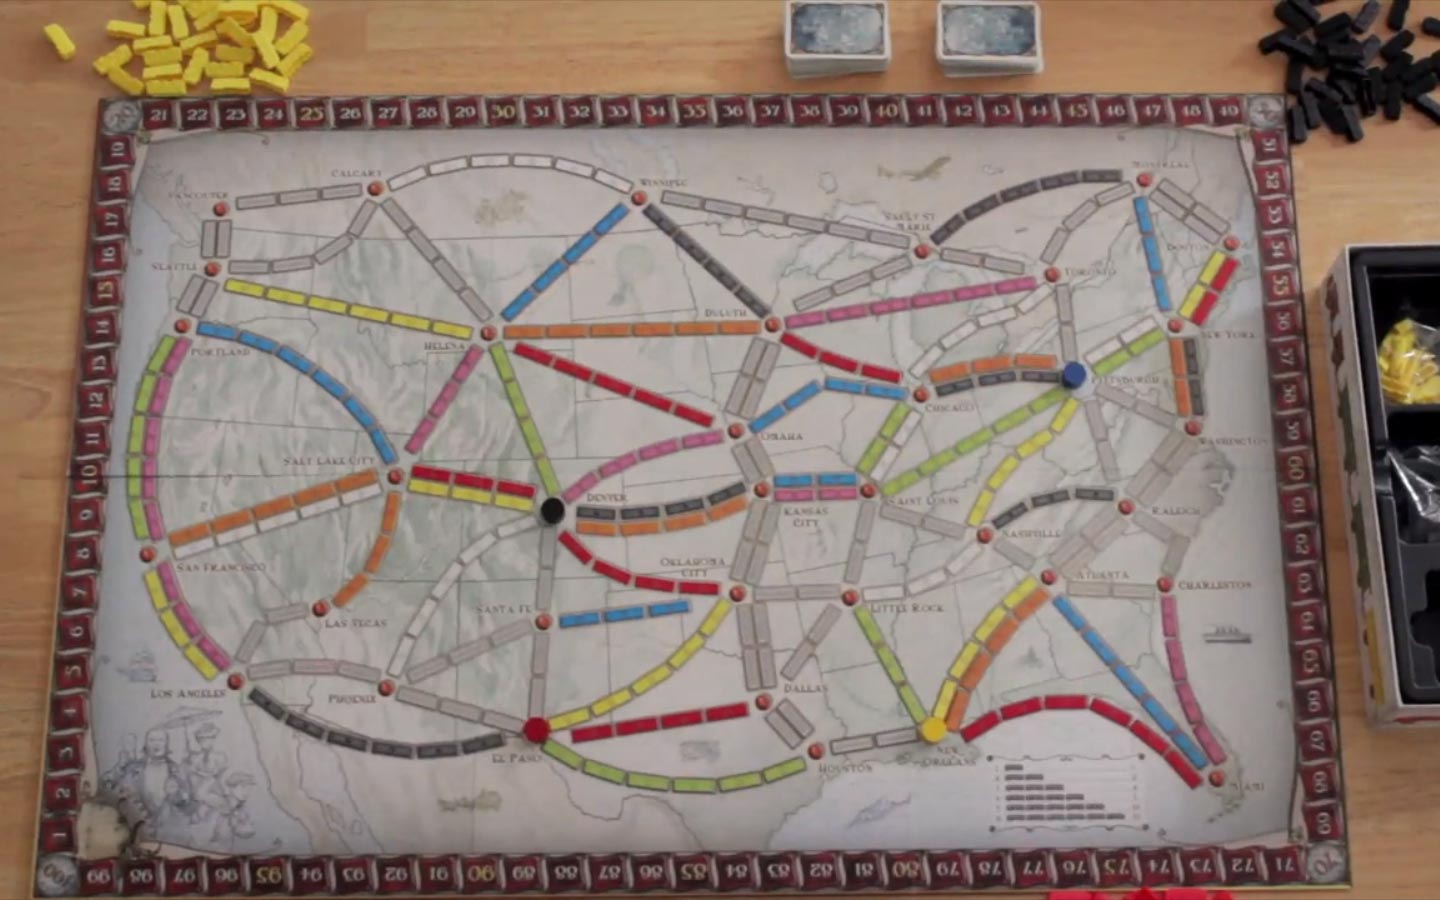 21 22 23 24 25 26 27 28 29 30 31 32 33 34 35 36 37 38 39 40 41 42 43 44 45 46 47 48 49
19
18
17
16
15
14
13
12
11
10
9
8
7
6
5
4
3
2
1
51
52
53
54
55
56
57
58
59
60
61
62
63
64
65
66
67
68
69
CALGARY
WINNIPEG
MONTREAL
VANCOUVER
SAULT ST. MARIE
BOSTON
SEATTLE
TORONTO
DULUTH
HELENA
PORTLAND
NEW YORK
PITTSBURGH
CHICAGO
OMAHA
WASHINGTON
SALT LAKE CITY
DENVER
SAINT LOUIS
KANSAS
CITY
RALEIGH
NASHVILLE
SAN FRANCISCO
OKLAHOMA
CITY
ATLANTA
CHARLESTON
SANTA FE
LITTLE ROCK
LAS VEGAS
LOS ANGELES
PHOENIX
DALLAS
EL PASO
HOUSTON
NEW
ORLEANS
MIAMI
100 99 98 97 96 95 94 93 92 91 90 89 88 87 86 85 84 83 82 81 80 79 78 77 76 75 74 73 72 71 70